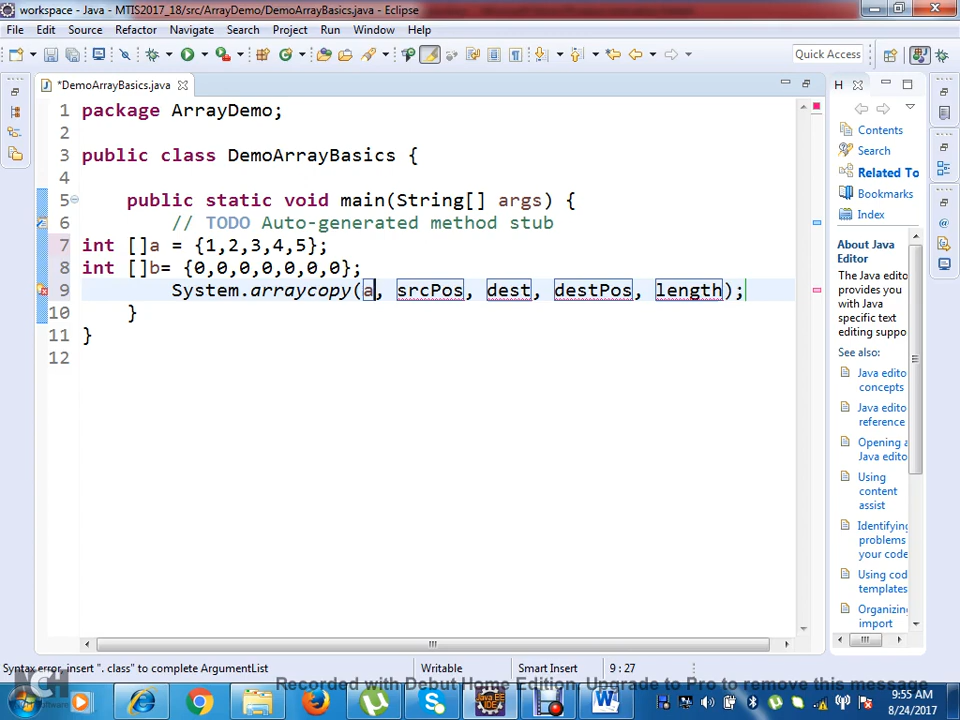 workspace - Java - MTIS2017_18/src/ArrayDemo/DemoArrayBasics.java - Eclipse
File Edit Source Refactor Navigate Search Project Run Window Help
Quick Access
*DemoArrayBasics.java
H
1 package ArrayDemo;
2
3 public class DemoArrayBasics {
4
5 public static void main(String[] args) {
6 // TODO Auto-generated method stub
7 int []a = {1,2,3,4,5};
8 int []b= {0,0,0,0,0,0,0};
9 System.arraycopy(a, srcPos, dest, destPos, length);
10 }
11 }
12
Contents
Search
Related To
Bookmarks
Index
About Java
Editor
The Java editor
provides you
with Java
specific text
editing suppo
See also:
Java edito
concepts
Java edito
reference
Opening a
Java edito
Using
content
assist
Identifying
problems
your code
Using cod
templates
Organizing
import
Syntax error, insert ". class" to complete ArgumentList
Writable
Smart Insert
9 : 27
NCH Software
Recorded with Debut Home Edition. Upgrade to Pro to remove this message
9:55 AM
8/24/2017